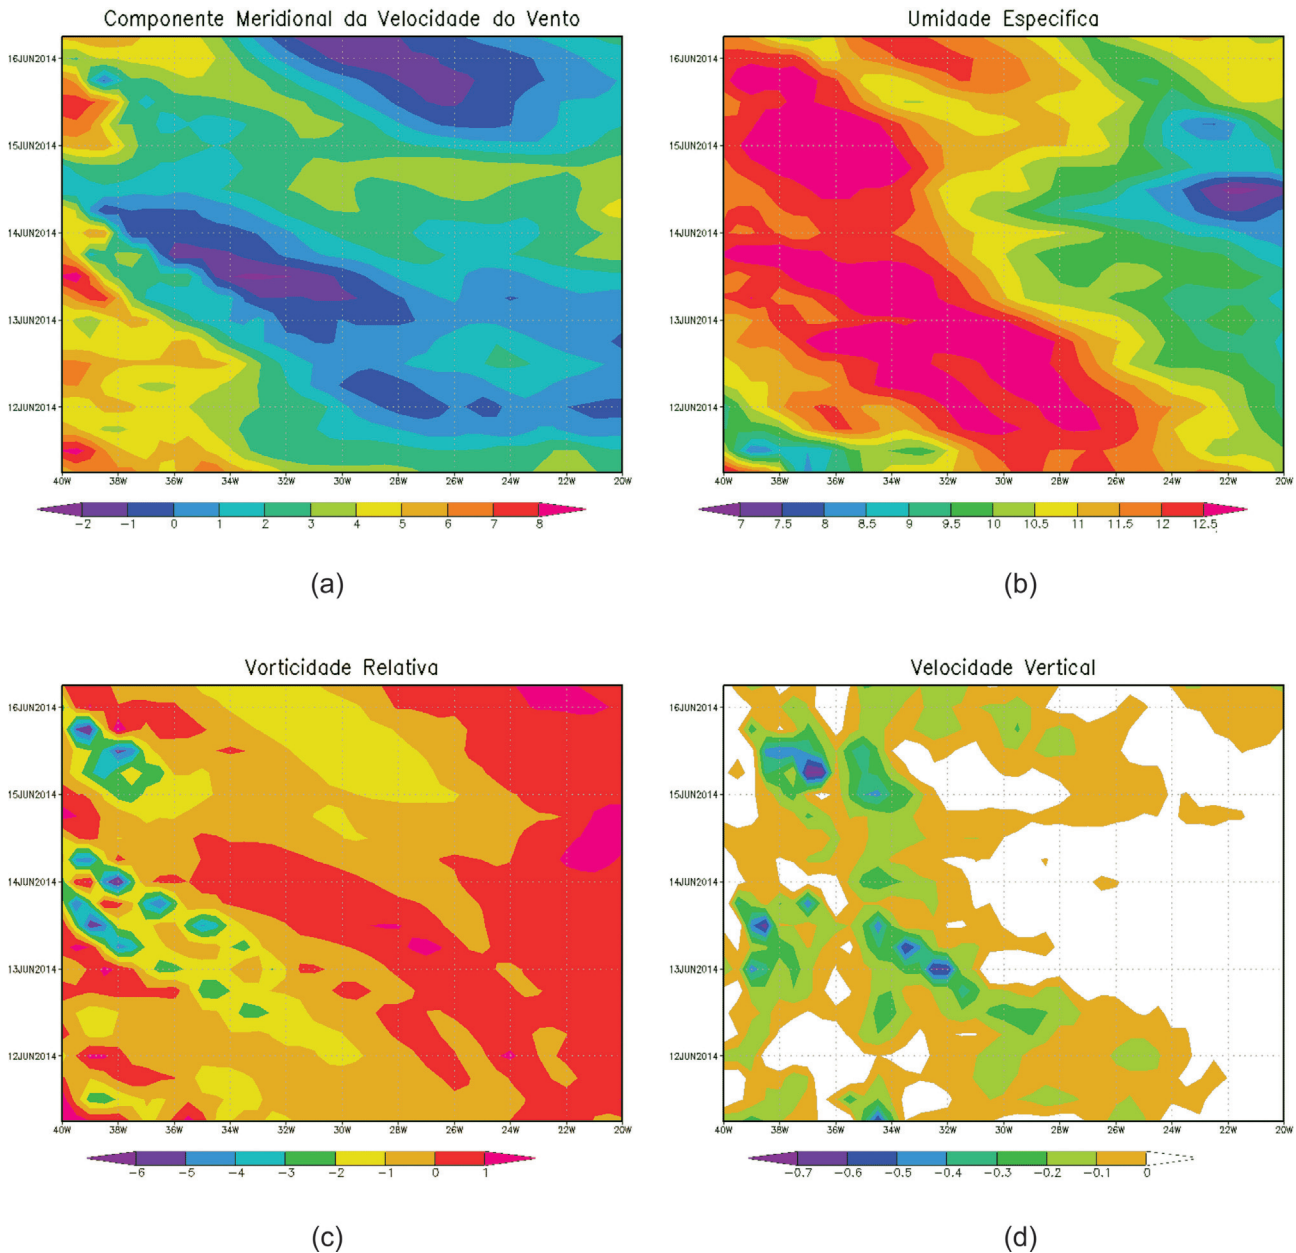 Componente Meridional da Velocidade do Vento
16JUN2014
15JUN2014
14JUN2014
13JUN2014
12JUN2014
40W 38W 36W 34W 32W 30W 28W 26W 24W 22W 20W
-2 -1 0 1 2 3 4 5 6 7 8
(a)
Umidade Específica
16JUN2014
15JUN2014
14JUN2014
13JUN2014
12JUN2014
40W 38W 36W 34W 32W 30W 28W 26W 24W 22W 20W
7 7.5 8 8.5 9 9.5 10 10.5 11 11.5 12 12.5
(b)
Vorticidade Relativa
16JUN2014
15JUN2014
14JUN2014
13JUN2014
12JUN2014
40W 38W 36W 34W 32W 30W 28W 26W 24W 22W 20W
-6 -5 -4 -3 -2 -1 0 1
(c)
Velocidade Vertical
16JUN2014
15JUN2014
14JUN2014
13JUN2014
12JUN2014
40W 38W 36W 34W 32W 30W 28W 26W 24W 22W 20W
-0.7 -0.6 -0.5 -0.4 -0.3 -0.2 -0.1 0
(d)